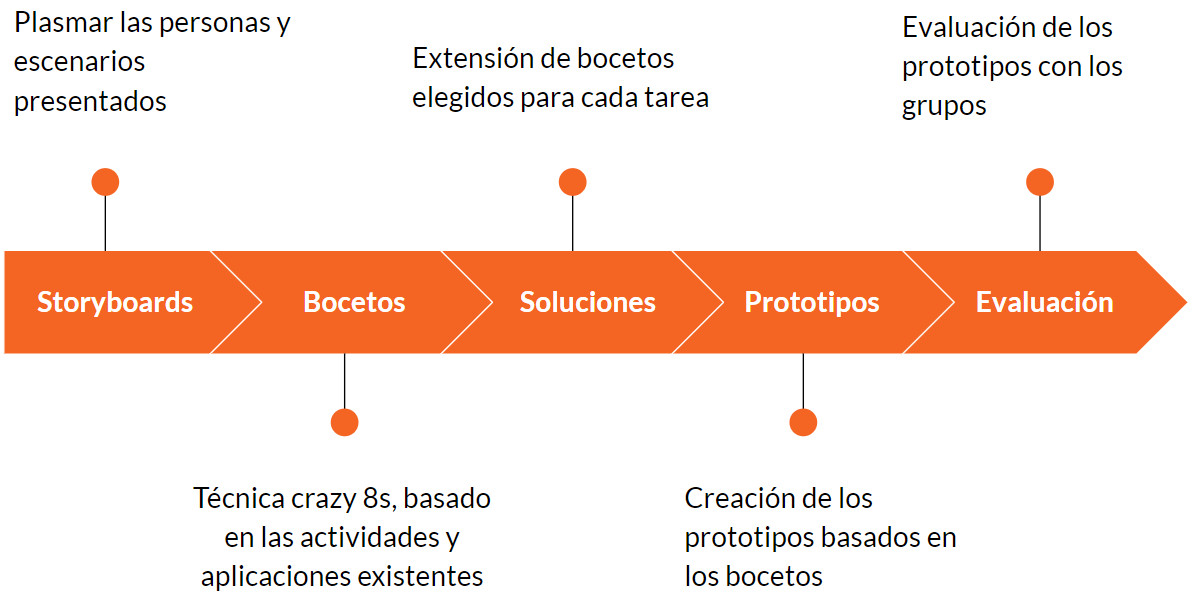 Plasmar las personas y
escenarios
presentados
Extensión de bocetos
elegidos para cada tarea
Evaluación de los
prototipos con los
grupos
Storyboards
Bocetos
Soluciones
Prototipos
Evaluación
Técnica crazy 8s, basado
en las actividades y
aplicaciones existentes
Creación de los
prototipos basados en
los bocetos